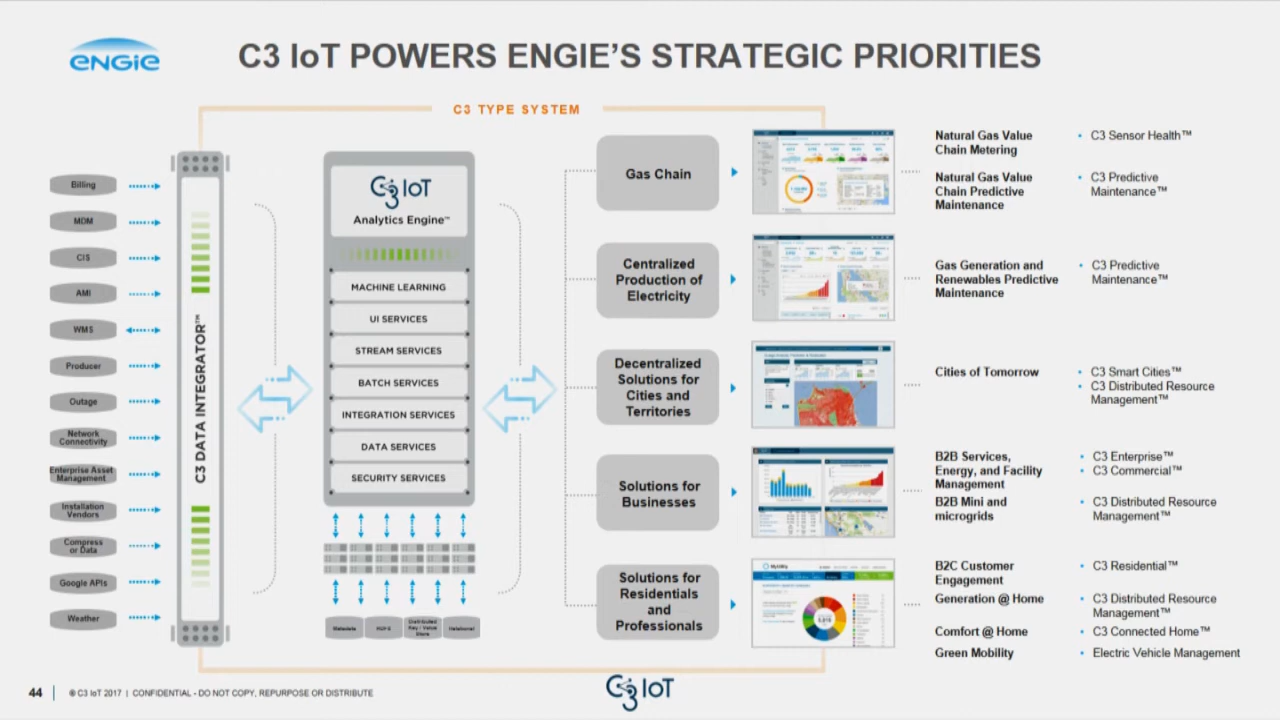 ENGIE
C3 IoT POWERS ENGIE'S STRATEGIC PRIORITIES
C3 TYPE SYSTEM
Billing
MDM
CIS
AMI
WMS
Producer
Outage
Network
Connectivity
Enterprise Asset
Management
Installation
Vendors
Compress
or Data
Google APIs
Weather
C3 DATA INTEGRATOR™
C3 IoT
Analytics Engine™
MACHINE LEARNING
UI SERVICES
STREAM SERVICES
BATCH SERVICES
INTEGRATION SERVICES
DATA SERVICES
SECURITY SERVICES
Distributed
Key / Value
Store
Relational
Gas Chain
Centralized
Production of
Electricity
Decentralized
Solutions for
Cities and
Territories
Solutions for
Businesses
Solutions for
Residentials
and
Professionals
Natural Gas Value
Chain Metering
• C3 Sensor Health™
Natural Gas Value
Chain Predictive
Maintenance
• C3 Predictive
Maintenance™
Gas Generation and
Renewables Predictive
Maintenance
• C3 Predictive
Maintenance™
Cities of Tomorrow
• C3 Smart Cities™
• C3 Distributed Resource
Management™
B2B Services,
Energy, and Facility
Management
• C3 Enterprise™
• C3 Commercial™
B2B Mini and
microgrids
• C3 Distributed Resource
Management™
B2C Customer
Engagement
• C3 Residential™
Generation @ Home
• C3 Distributed Resource
Management™
Comfort @ Home
• C3 Connected Home™
Green Mobility
• Electric Vehicle Management
44 | © C3 IoT 2017 | CONFIDENTIAL - DO NOT COPY, REPURPOSE OR DISTRIBUTE
C3 IoT